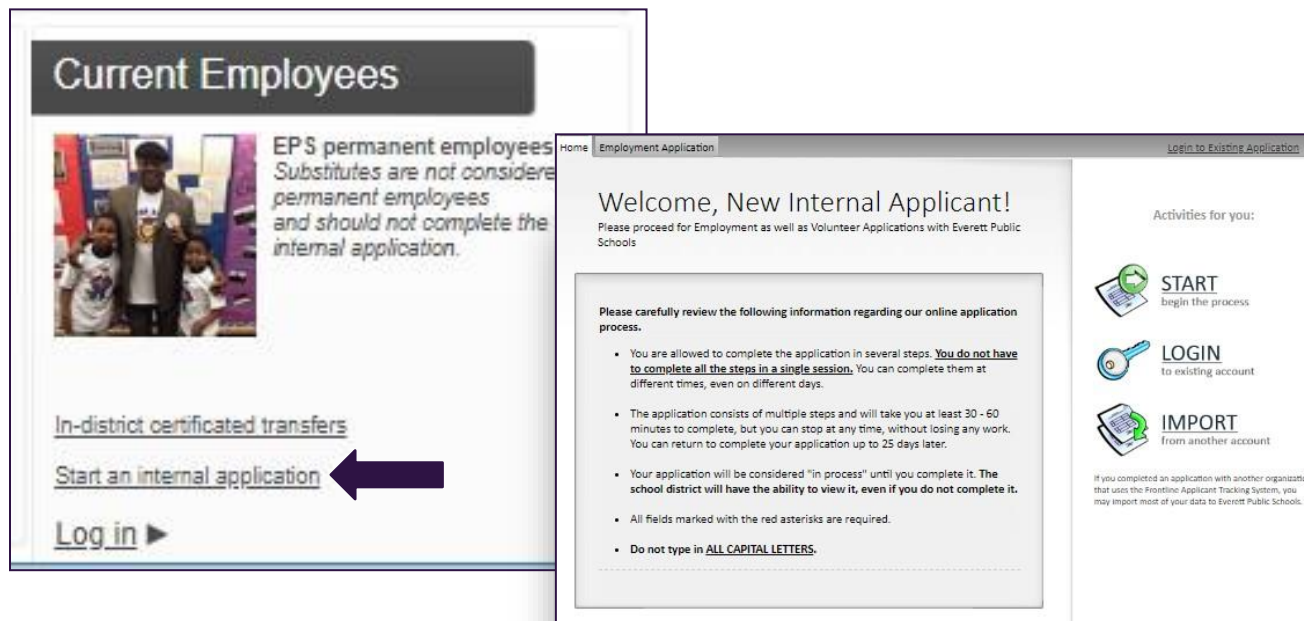 Current Employees
EPS permanent employees
Substitutes are not considere
permanent employees
and should not complete the
internal application.
In-district certificated transfers
Start an internal application
Log in ►
Home Employment Application Login to Existing Application
Welcome, New Internal Applicant!
Please proceed for Employment as well as Volunteer Applications with Everett Public
Schools
Please carefully review the following information regarding our online application
process.
• You are allowed to complete the application in several steps. You do not have
to complete all the steps in a single session. You can complete them at
different times, even on different days.
• The application consists of multiple steps and will take you at least 30 - 60
minutes to complete, but you can stop at any time, without losing any work.
You can return to complete your application up to 25 days later.
• Your application will be considered "in process" until you complete it. The
school district will have the ability to view it, even if you do not complete it.
• All fields marked with the red asterisks are required.
• Do not type in ALL CAPITAL LETTERS.
Activities for you:
START
begin the process
LOGIN
to existing account
IMPORT
from another account
If you completed an application with another organizatio
that uses the Frontline Applicant Tracking System, you
may import most of your data to Everett Public Schools.